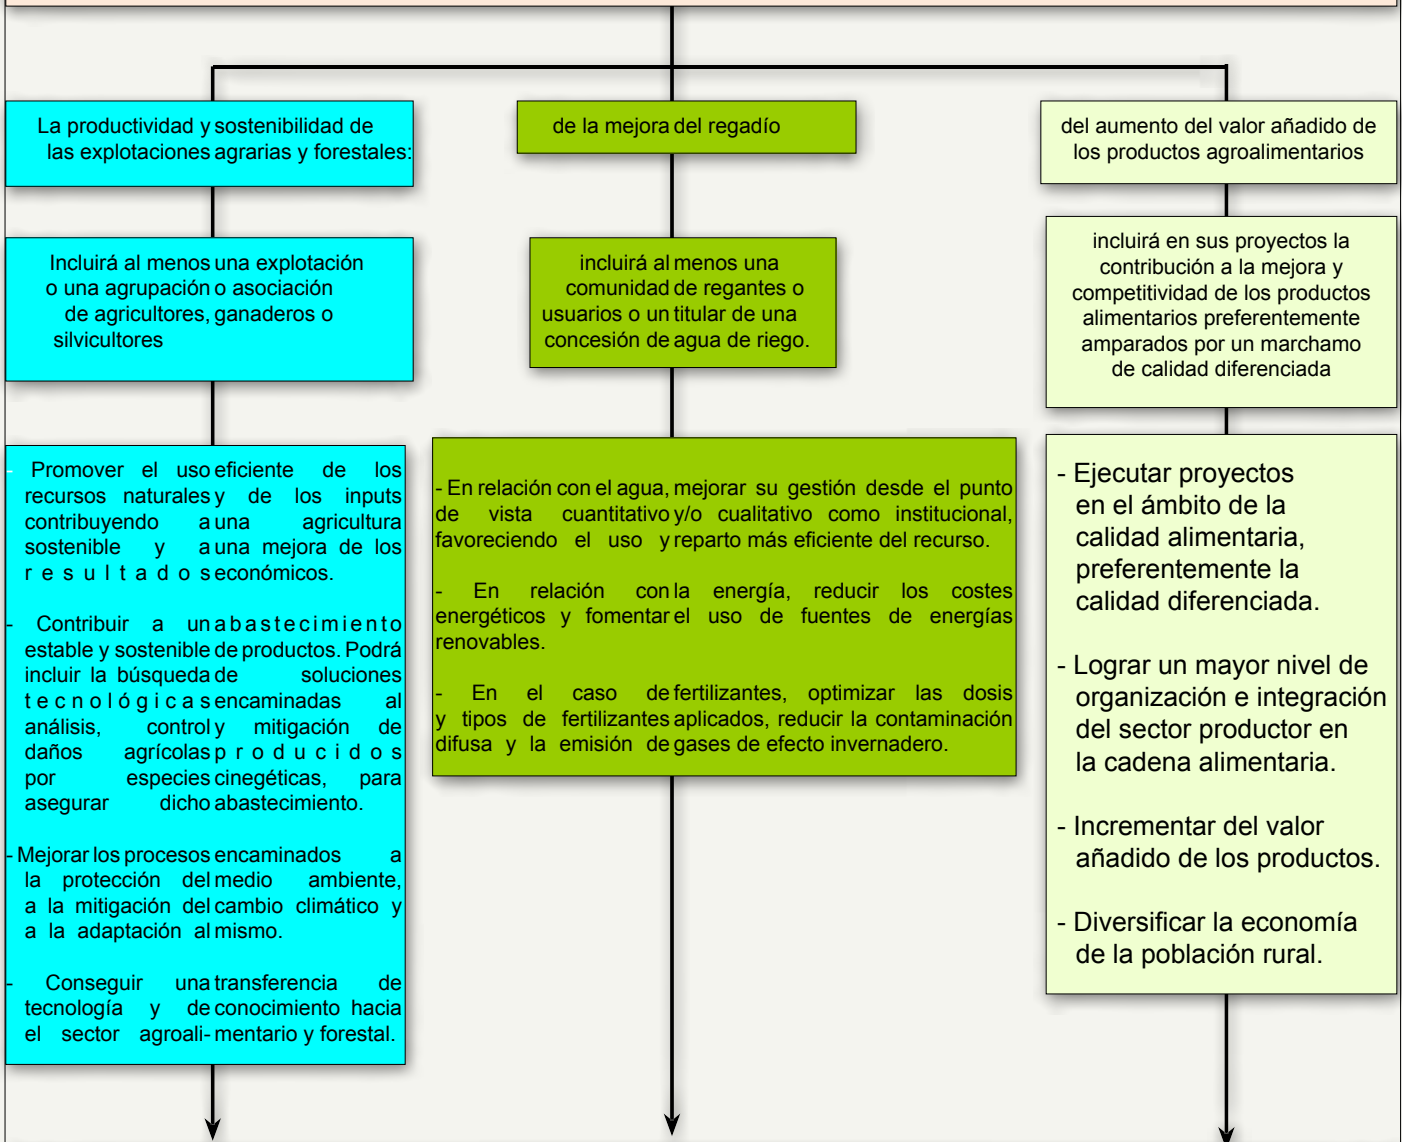 La productividad y sostenibilidad de
las explotaciones agrarias y forestales:
Incluirá al menos una explotación
o una agrupación o asociación
de agricultores, ganaderos o
silvicultores
- Promover el uso eficiente de los
recursos naturales y de los inputs
contribuyendo a una agricultura
sostenible y a una mejora de los
resultados económicos.
- Contribuir a un abastecimiento
estable y sostenible de productos. Podrá
incluir la búsqueda de soluciones
tecnológicas encaminadas al
análisis, control y mitigación de
daños agrícolas producidos
por especies cinegéticas, para
asegurar dicho abastecimiento.
- Mejorar los procesos encaminados a
la protección del medio ambiente,
a la mitigación del cambio climático y
a la adaptación al mismo.
- Conseguir una transferencia de
tecnología y de conocimiento hacia
el sector agroali-mentario y forestal.
de la mejora del regadío
incluirá al menos una
comunidad de regantes o
usuarios o un titular de una
concesión de agua de riego.
- En relación con el agua, mejorar su gestión desde el punto
de vista cuantitativo y/o cualitativo como institucional,
favoreciendo el uso y reparto más eficiente del recurso.
- En relación con la energía, reducir los costes
energéticos y fomentar el uso de fuentes de energías
renovables.
- En el caso de fertilizantes, optimizar las dosis
y tipos de fertilizantes aplicados, reducir la contaminación
difusa y la emisión de gases de efecto invernadero.
del aumento del valor añadido de
los productos agroalimentarios
incluirá en sus proyectos la
contribución a la mejora y
competitividad de los productos
alimentarios preferentemente
amparados por un marchamo
de calidad diferenciada
- Ejecutar proyectos
en el ámbito de la
calidad alimentaria,
preferentemente la
calidad diferenciada.
- Lograr un mayor nivel de
organización e integración
del sector productor en
la cadena alimentaria.
- Incrementar del valor
añadido de los productos.
- Diversificar la economía
de la población rural.